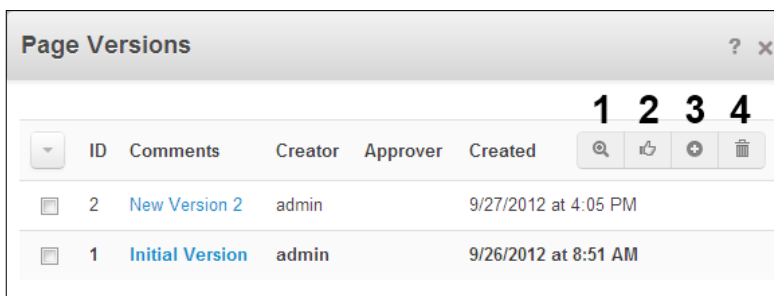 Page Versions ? x
1 2 3 4
ID Comments Creator Approver Created
2 New Version 2 admin 9/27/2012 at 4:05 PM
1 Initial Version admin 9/26/2012 at 8:51 AM